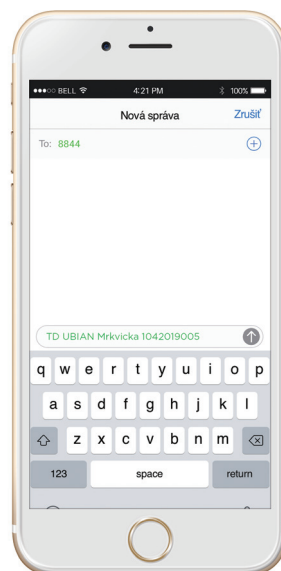 BELL 4:21 PM 100%
Nová správa Zrušiť
To: 8844
TD UBIAN Mrkvicka 1042019005
q w e r t y u i o p
a s d f g h j k l
z x c v b n m
123 space return